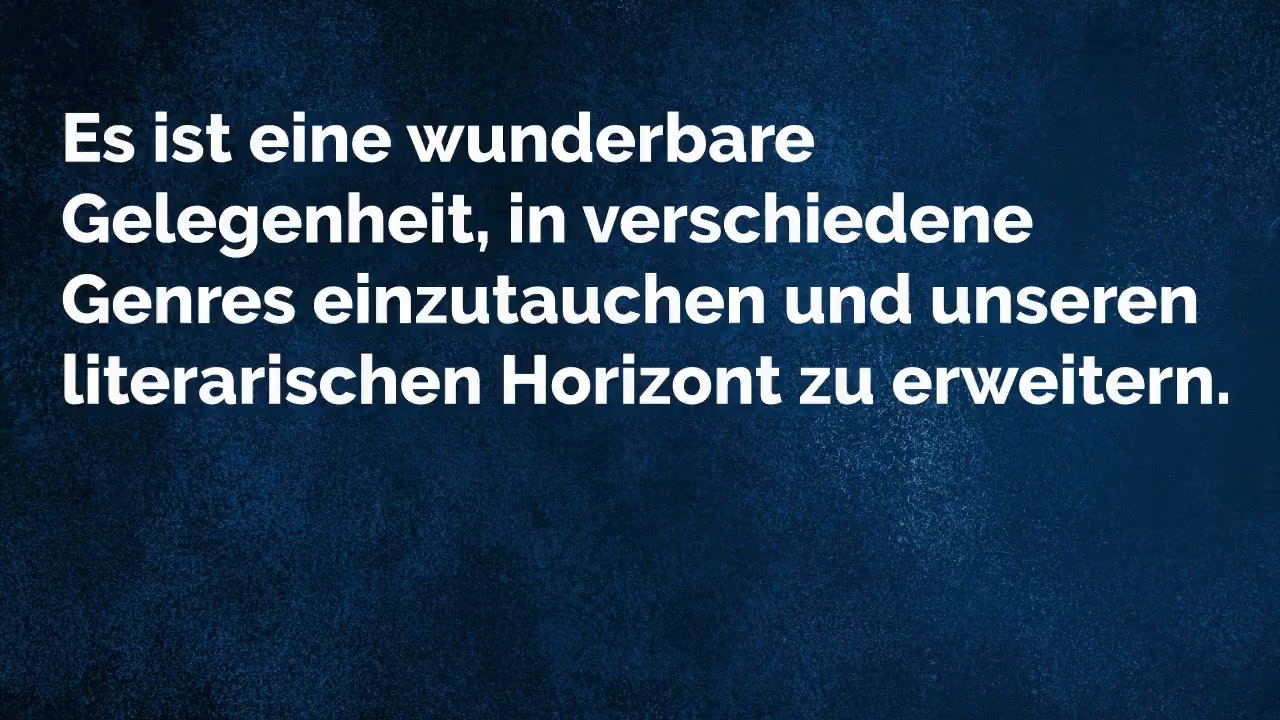 Es ist eine wunderbare
Gelegenheit, in verschiedene
Genres einzutauchen und unseren
literarischen Horizont zu erweitern.